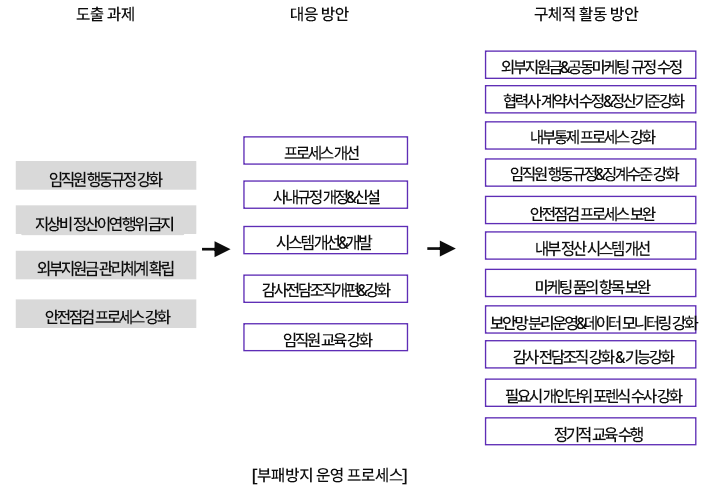 도출 과제
대응 방안
구체적 활동 방안
임직원 행동규정 강화
지상비 정산이연행위 금지
외부지원금 관리체계 확립
안전점검 프로세스 강화
프로세스 개선
사내규정 개정&신설
시스템 개선&개발
감사전담조직개편&강화
임직원 교육 강화
외부지원금&공동마케팅 규정 수정
협력사 계약서 수정&정산기준강화
내부통제 프로세스 강화
임직원 행동규정&징계수준 강화
안전점검 프로세스 보완
내부 정산 시스템 개선
마케팅 품의 항목 보완
보안망 분리운영&데이터 모니터링 강화
감사 전담조직 강화 & 기능강화
필요시 개인단위 포렌식 수사 강화
정기적 교육 수행
[부패방지 운영 프로세스]